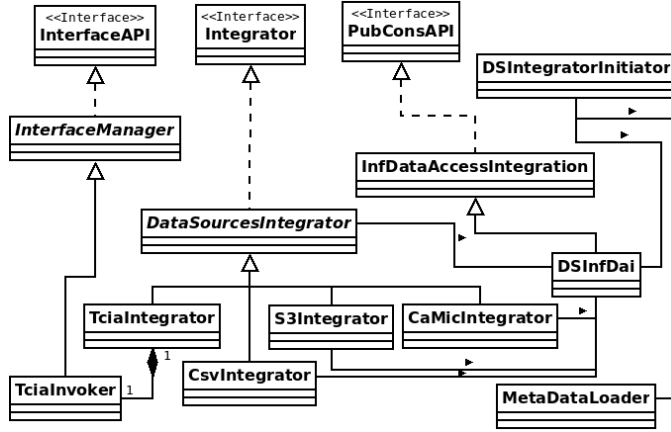 <<Interface>>
InterfaceAPI
<<Interface>>
Integrator
<<Interface>>
PubConsAPI
DSIntegratorInitiator
InterfaceManager
InfDataAccessIntegration
DataSourcesIntegrator
DSInfDai
TciaIntegrator
S3Integrator
CaMicIntegrator
1
TciaInvoker
1
CsvIntegrator
MetaDataLoader